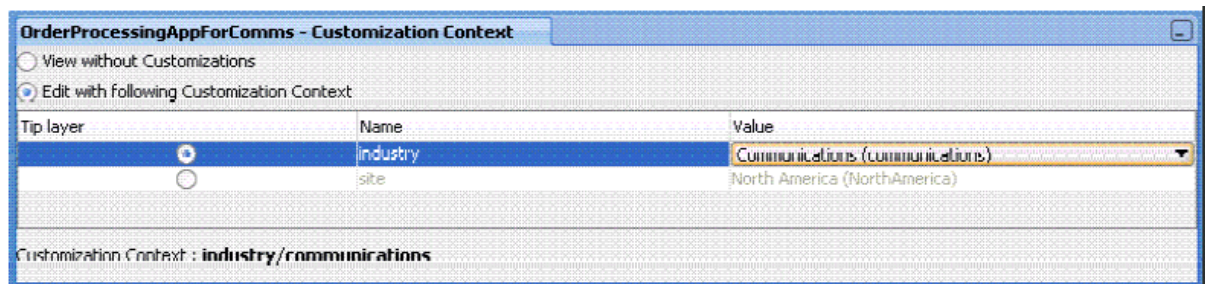 OrderProcessingAppForComms - Customization Context
View without Customizations
Edit with following Customization Context
Tip layer Name Value
industry Communications (communications)
site North America (NorthAmerica)
Customization Context : industry/communications